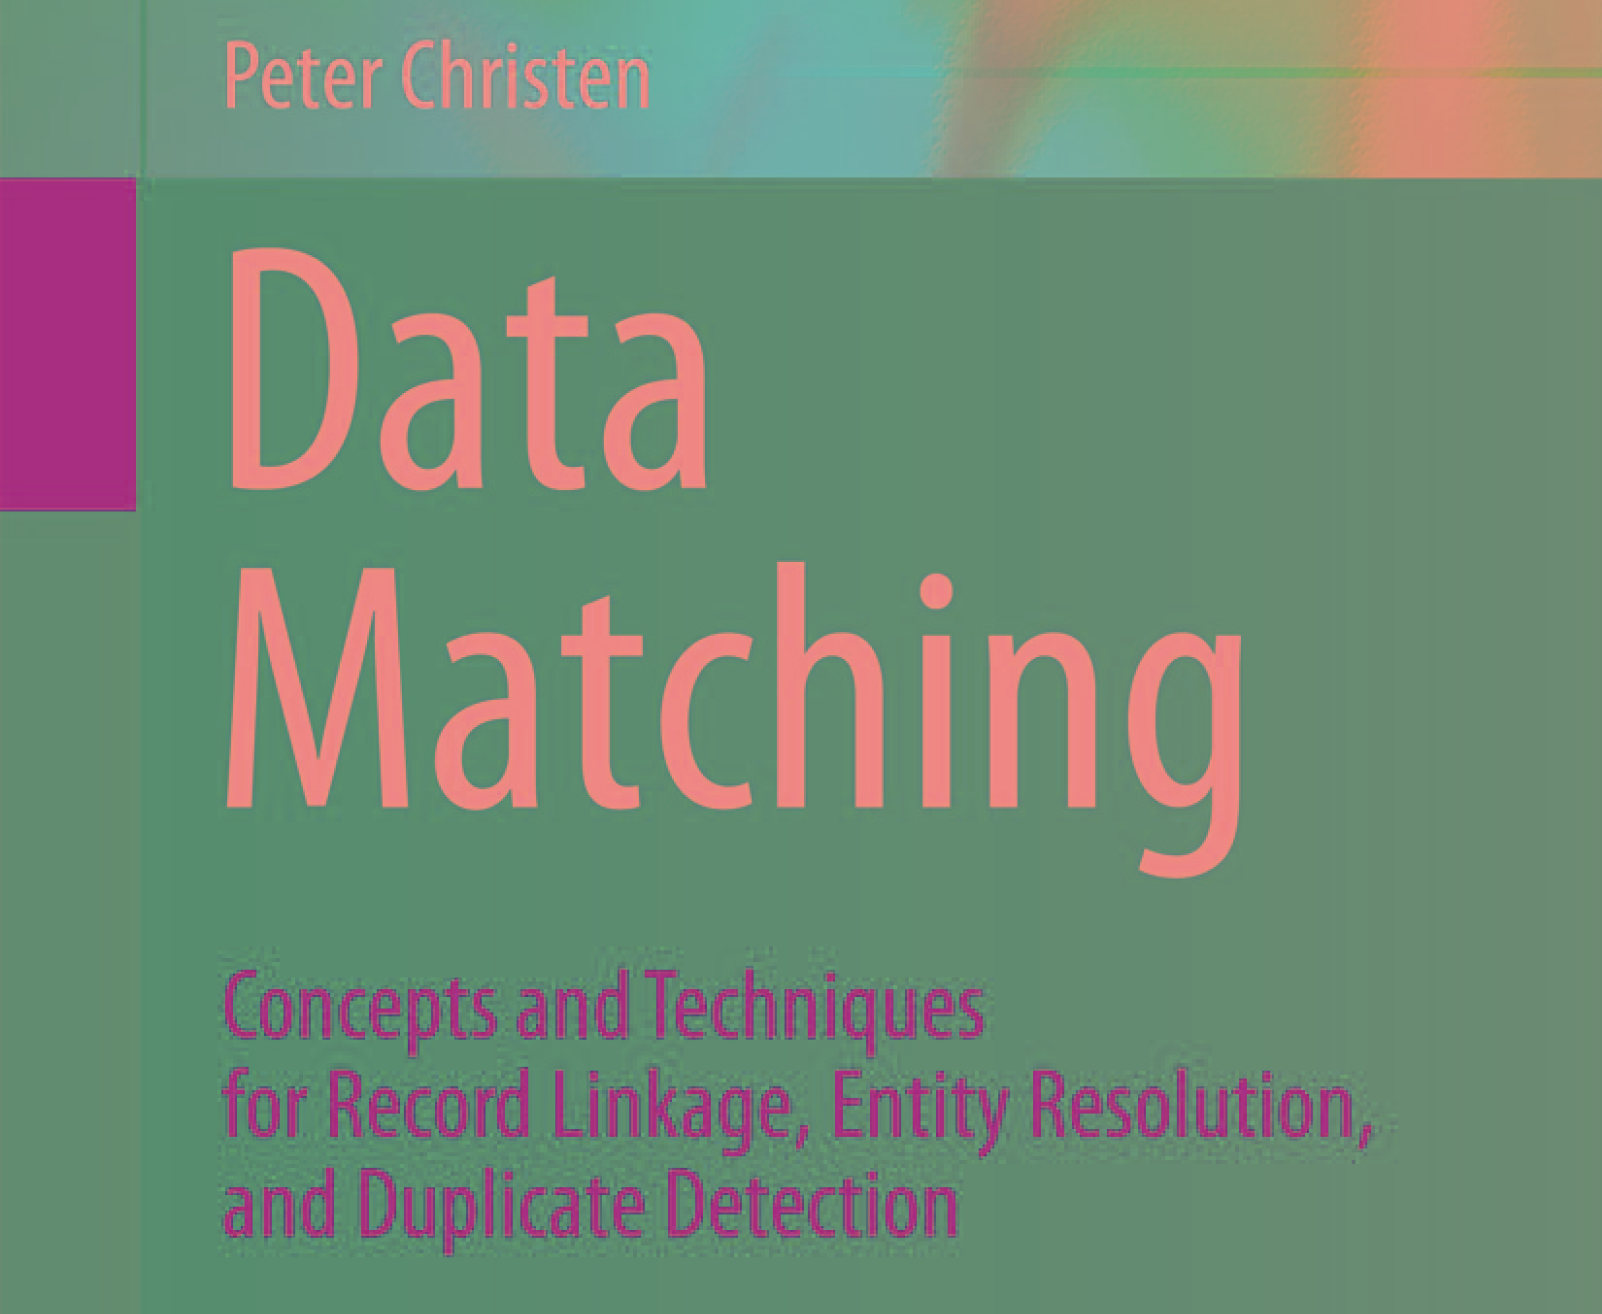 Peter Christen
Data
Matching
Concepts and Techniques
for Record Linkage, Entity Resolution,
and Duplicate Detection